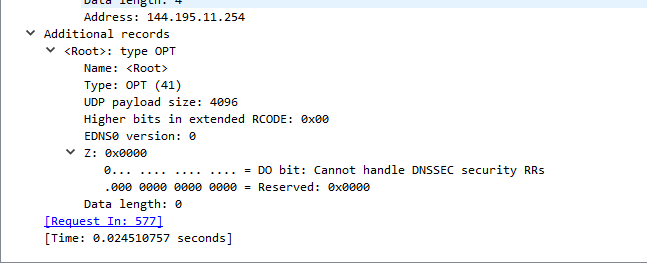 Data length: 4
Address: 144.195.11.254
Additional records
<Root>: type OPT
Name: <Root>
Type: OPT (41)
UDP payload size: 4096
Higher bits in extended RCODE: 0x00
EDNS0 version: 0
Z: 0x0000
0... .... .... .... = DO bit: Cannot handle DNSSEC security RRs
.000 0000 0000 0000 = Reserved: 0x0000
Data length: 0
[Request In: 577]
[Time: 0.024510757 seconds]